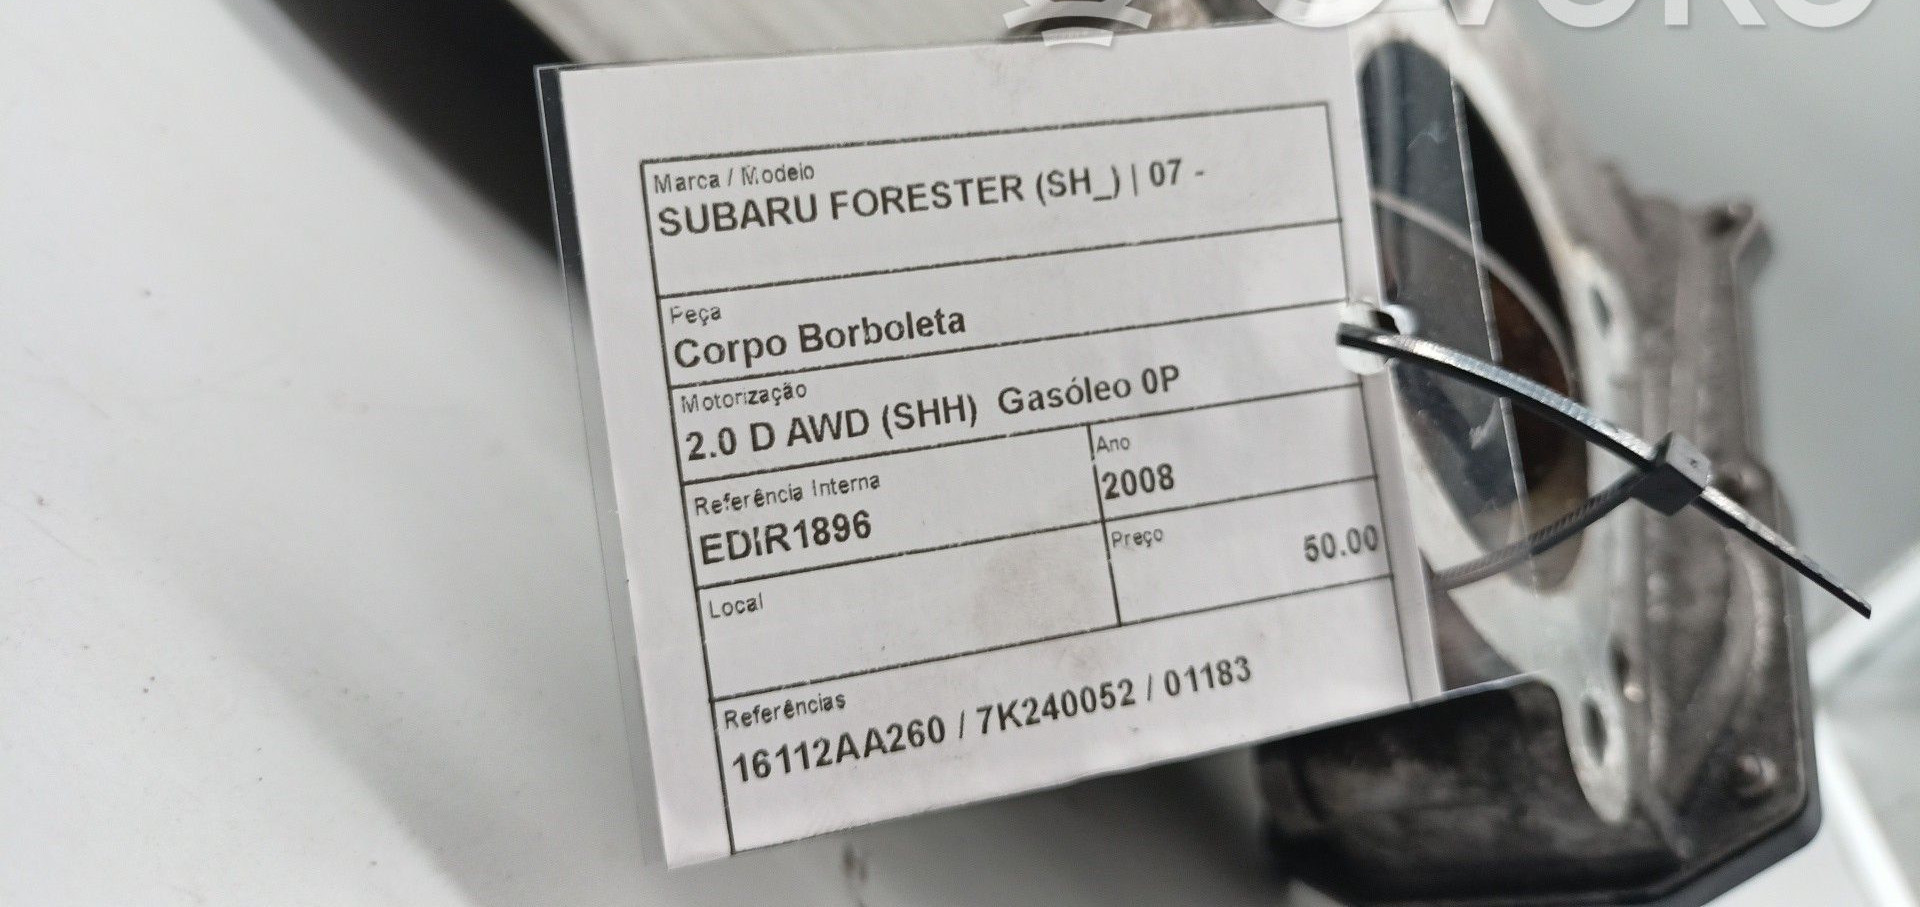 Marca / Modelo
SUBARU FORESTER (SH_) | 07 -
Peça
Corpo Borboleta
Motorização
2.0 D AWD (SHH) Gasóleo 0P
Referência Interna
EDIR1896
Ano
2008
Local
Preço
50.00
Referências
16112AA260 / 7K240052 / 01183